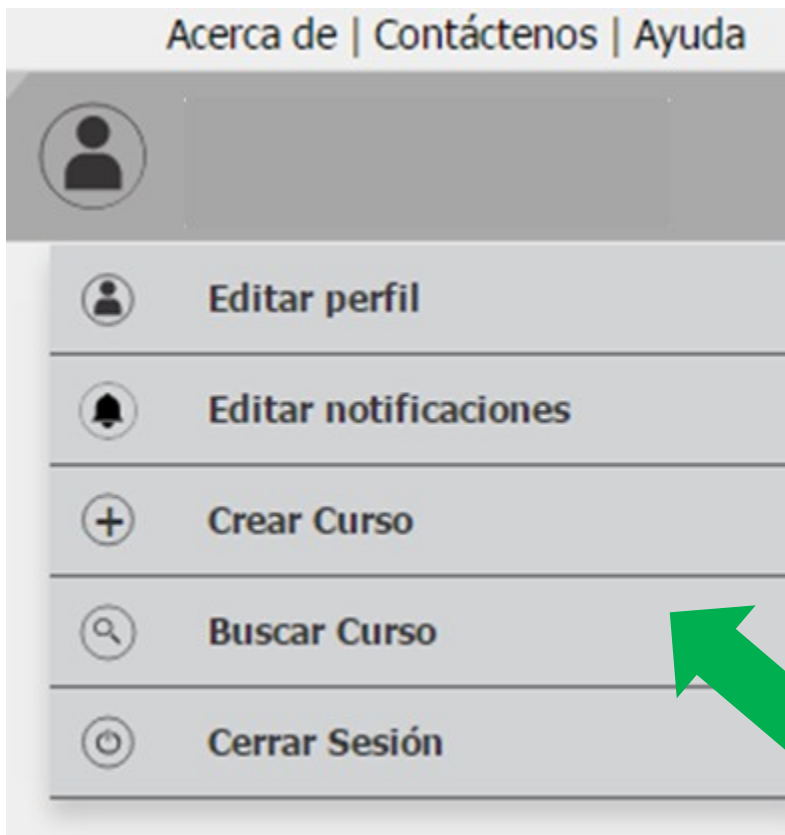 Acerca de | Contáctenos | Ayuda
Editar perfil
Editar notificaciones
Crear Curso
Buscar Curso
Cerrar Sesión